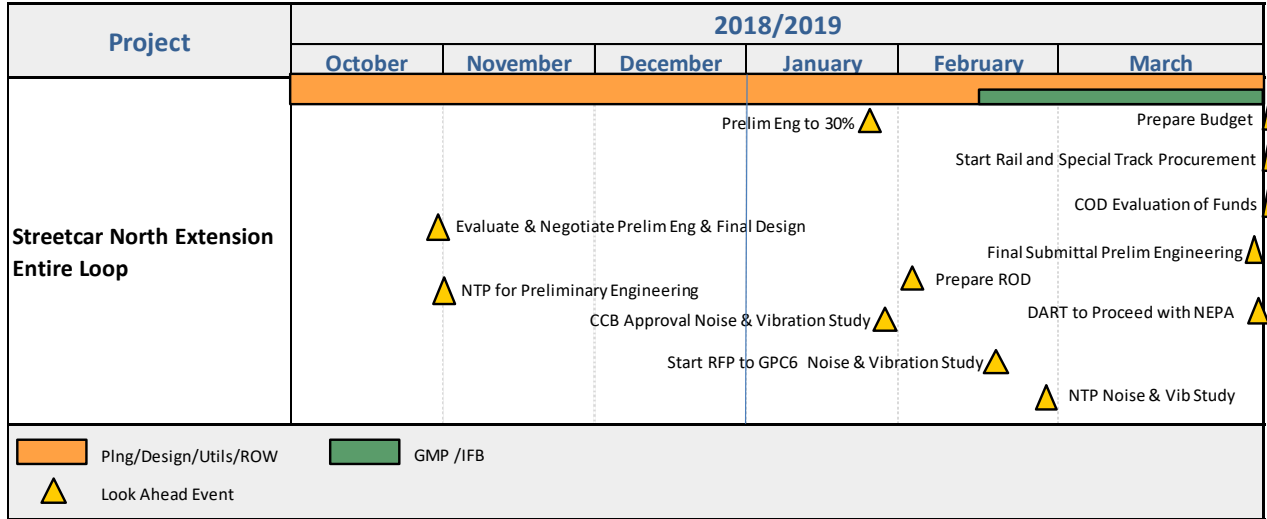 Project
2018/2019
October November December January February March
Prelim Eng to 30%
Prepare Budget
Start Rail and Special Track Procurement
COD Evaluation of Funds
Streetcar North Extension
Entire Loop
Evaluate & Negotiate Prelim Eng & Final Design
Final Submittal Prelim Engineering
Prepare ROD
NTP for Preliminary Engineering
DART to Proceed with NEPA
CCB Approval Noise & Vibration Study
Start RFP to GPC6 Noise & Vibration Study
NTP Noise & Vib Study
Plng/Design/Utils/ROW
GMP /IFB
Look Ahead Event